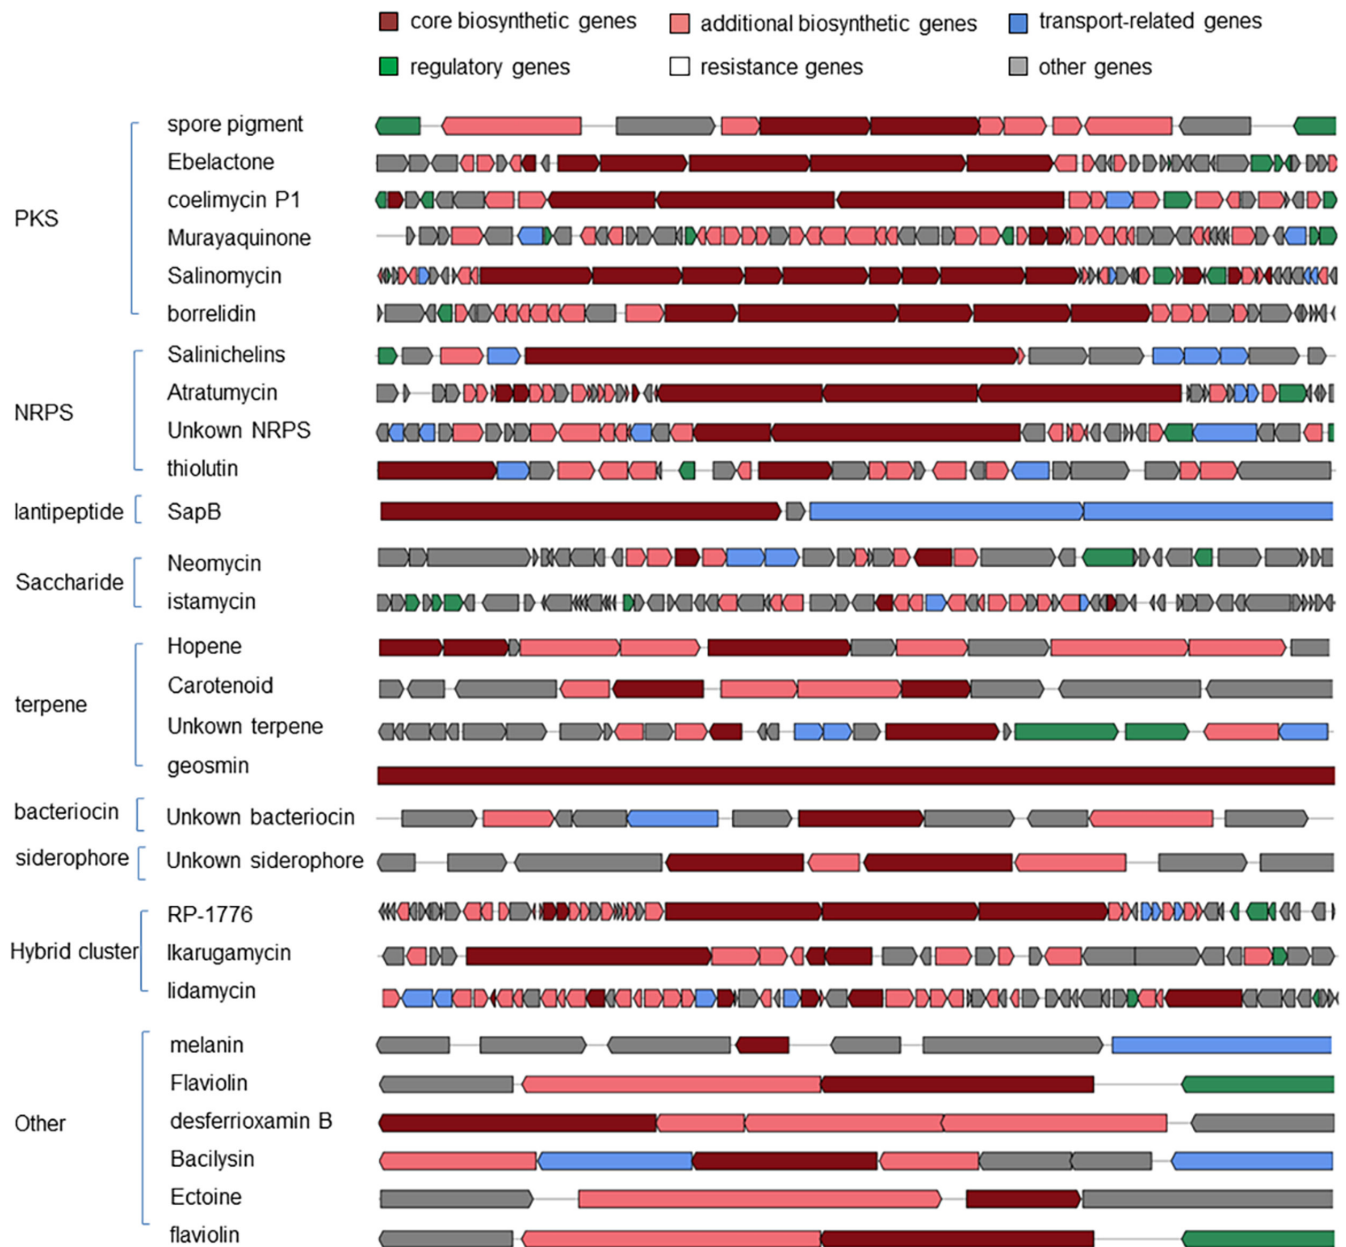 core biosynthetic genes additional biosynthetic genes transport-related genes
regulatory genes resistance genes other genes
PKS
spore pigment
Ebelactone
coelimycin P1
Murayaquinone
Salinomycin
borrelidin
NRPS
Salinichelins
Atratumycin
Unkown NRPS
thiolutin
lantipeptide SapB
Saccharide
Neomycin
istamycin
terpene
Hopene
Carotenoid
Unkown terpene
geosmin
bacteriocin Unkown bacteriocin
siderophore Unkown siderophore
Hybrid cluster
RP-1776
Ikarugamycin
lidamycin
Other
melanin
Flaviolin
desferrioxamin B
Bacilysin
Ectoine
flaviolin